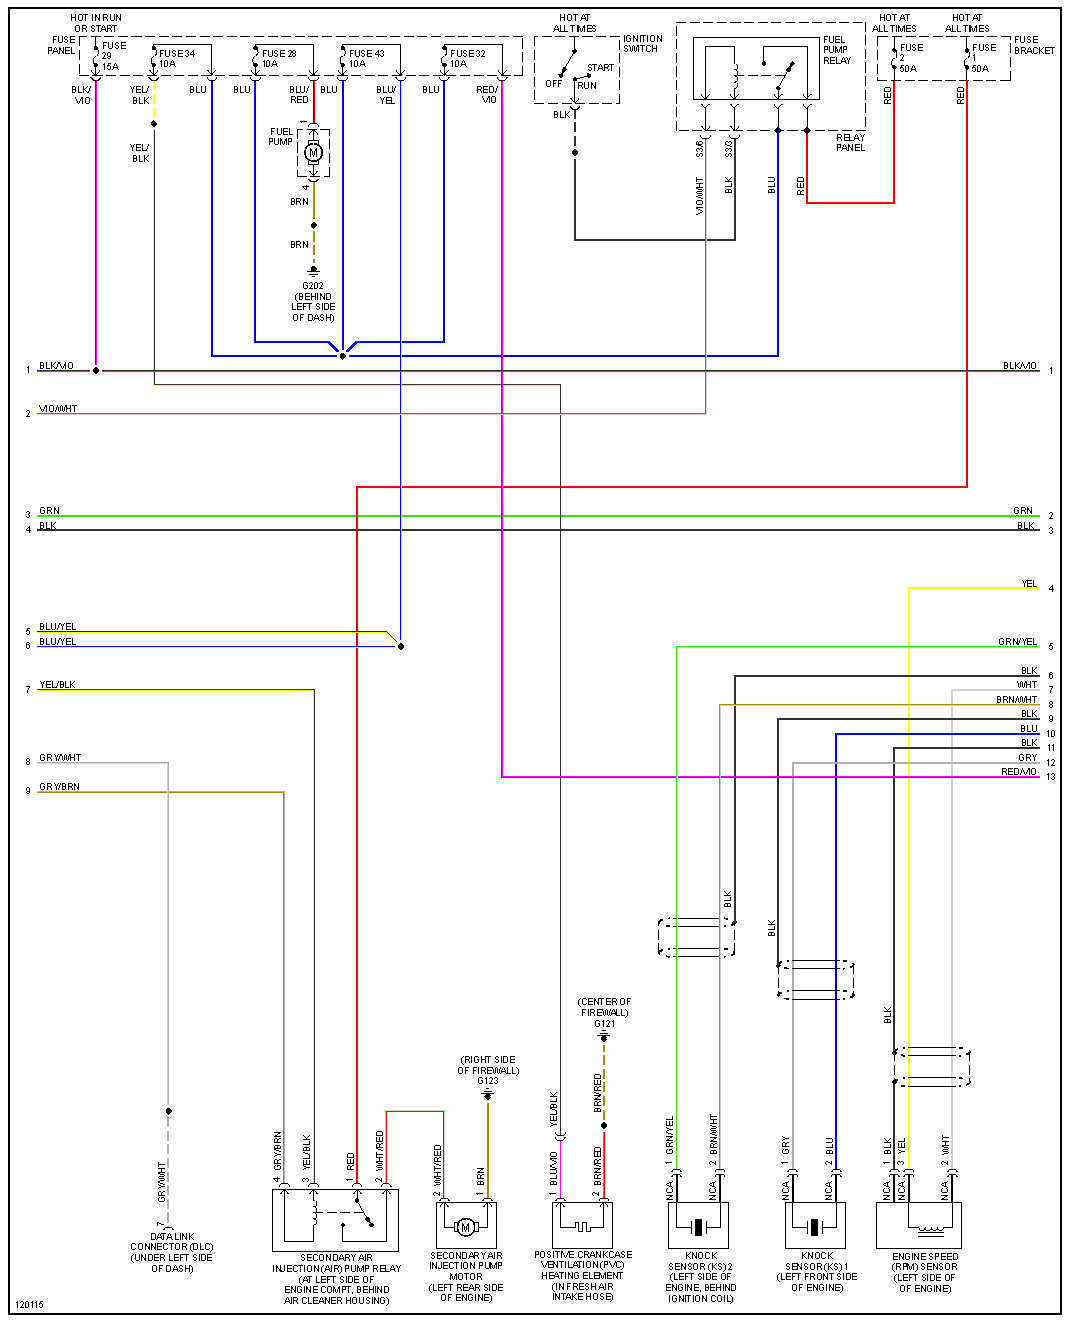 HOT IN RUN
OR START
FUSE
PANEL
FUSE
29
15A
FUSE 34
10A
FUSE 28
10A
FUSE 43
10A
FUSE 32
10A
BLK/
VIO
YEL/
BLK
BLU
BLU
BLU/
RED
BLU
BLU/
YEL
BLU
RED/
VIO
HOT AT
ALL TIMES
IGNITION
SWITCH
OFF
START
RUN
BLK
FUEL
PUMP
RELAY
RELAY
PANEL
HOT AT
ALL TIMES
HOT AT
ALL TIMES
FUSE
2
50A
FUSE
1
50A
FUSE
BRACKET
RED
RED
YEL/
BLK
1
FUEL
PUMP
M
4
BRN
BRN
G202
(BEHIND
LEFT SIDE
OF DASH)
S3/6
S3/3
VIO/WHT
BLK
BLU
RED
1 BLK/VIO
BLK/VIO 1
2 VIO/WHT
3 GRN
GRN 2
4 BLK
BLK 3
YEL 4
5 BLU/YEL
6 BLU/YEL
GRN/YEL 5
BLK 6
7 YEL/BLK
WHT 7
BRN/WHT 8
BLK 9
BLU 10
BLK 11
8 GRY/WHT
GRY 12
RED/VIO 13
9 GRY/BRN
BLK
BLK
BLK
(CENTER OF
FIREWALL)
G121
(RIGHT SIDE
OF FIREWALL)
G123
GRY/WHT
7
DATA LINK
CONNECTOR (DLC)
(UNDER LEFT SIDE
OF DASH)
4 GRY/BRN
3 YEL/BLK
1 RED
2 WHT/RED
SECONDARY AIR
INJECTION (AIR) PUMP RELAY
(AT LEFT SIDE OF
ENGINE COMPT, BEHIND
AIR CLEANER HOUSING)
2 WHT/RED
1 BRN
M
SECONDARY AIR
INJECTION PUMP
MOTOR
(LEFT REAR SIDE
OF ENGINE)
YEL/BLK
1 BLU/VIO
BRN/RED
2 BRN/RED
POSITIVE CRANKCASE
VENTILATION (PVC)
HEATING ELEMENT
(IN FRESH AIR
INTAKE HOSE)
1 GRN/YEL
2 BRN/WHT
NCA
NCA
KNOCK
SENSOR (KS) 2
(LEFT SIDE OF
ENGINE, BEHIND
IGNITION COIL)
1 GRY
2 BLU
NCA
NCA
KNOCK
SENSOR (KS) 1
(LEFT FRONT SIDE
OF ENGINE)
1 BLK
3 YEL
2 WHT
NCA
NCA
NCA
ENGINE SPEED
(RPM) SENSOR
(LEFT SIDE OF
OF ENGINE)
120115